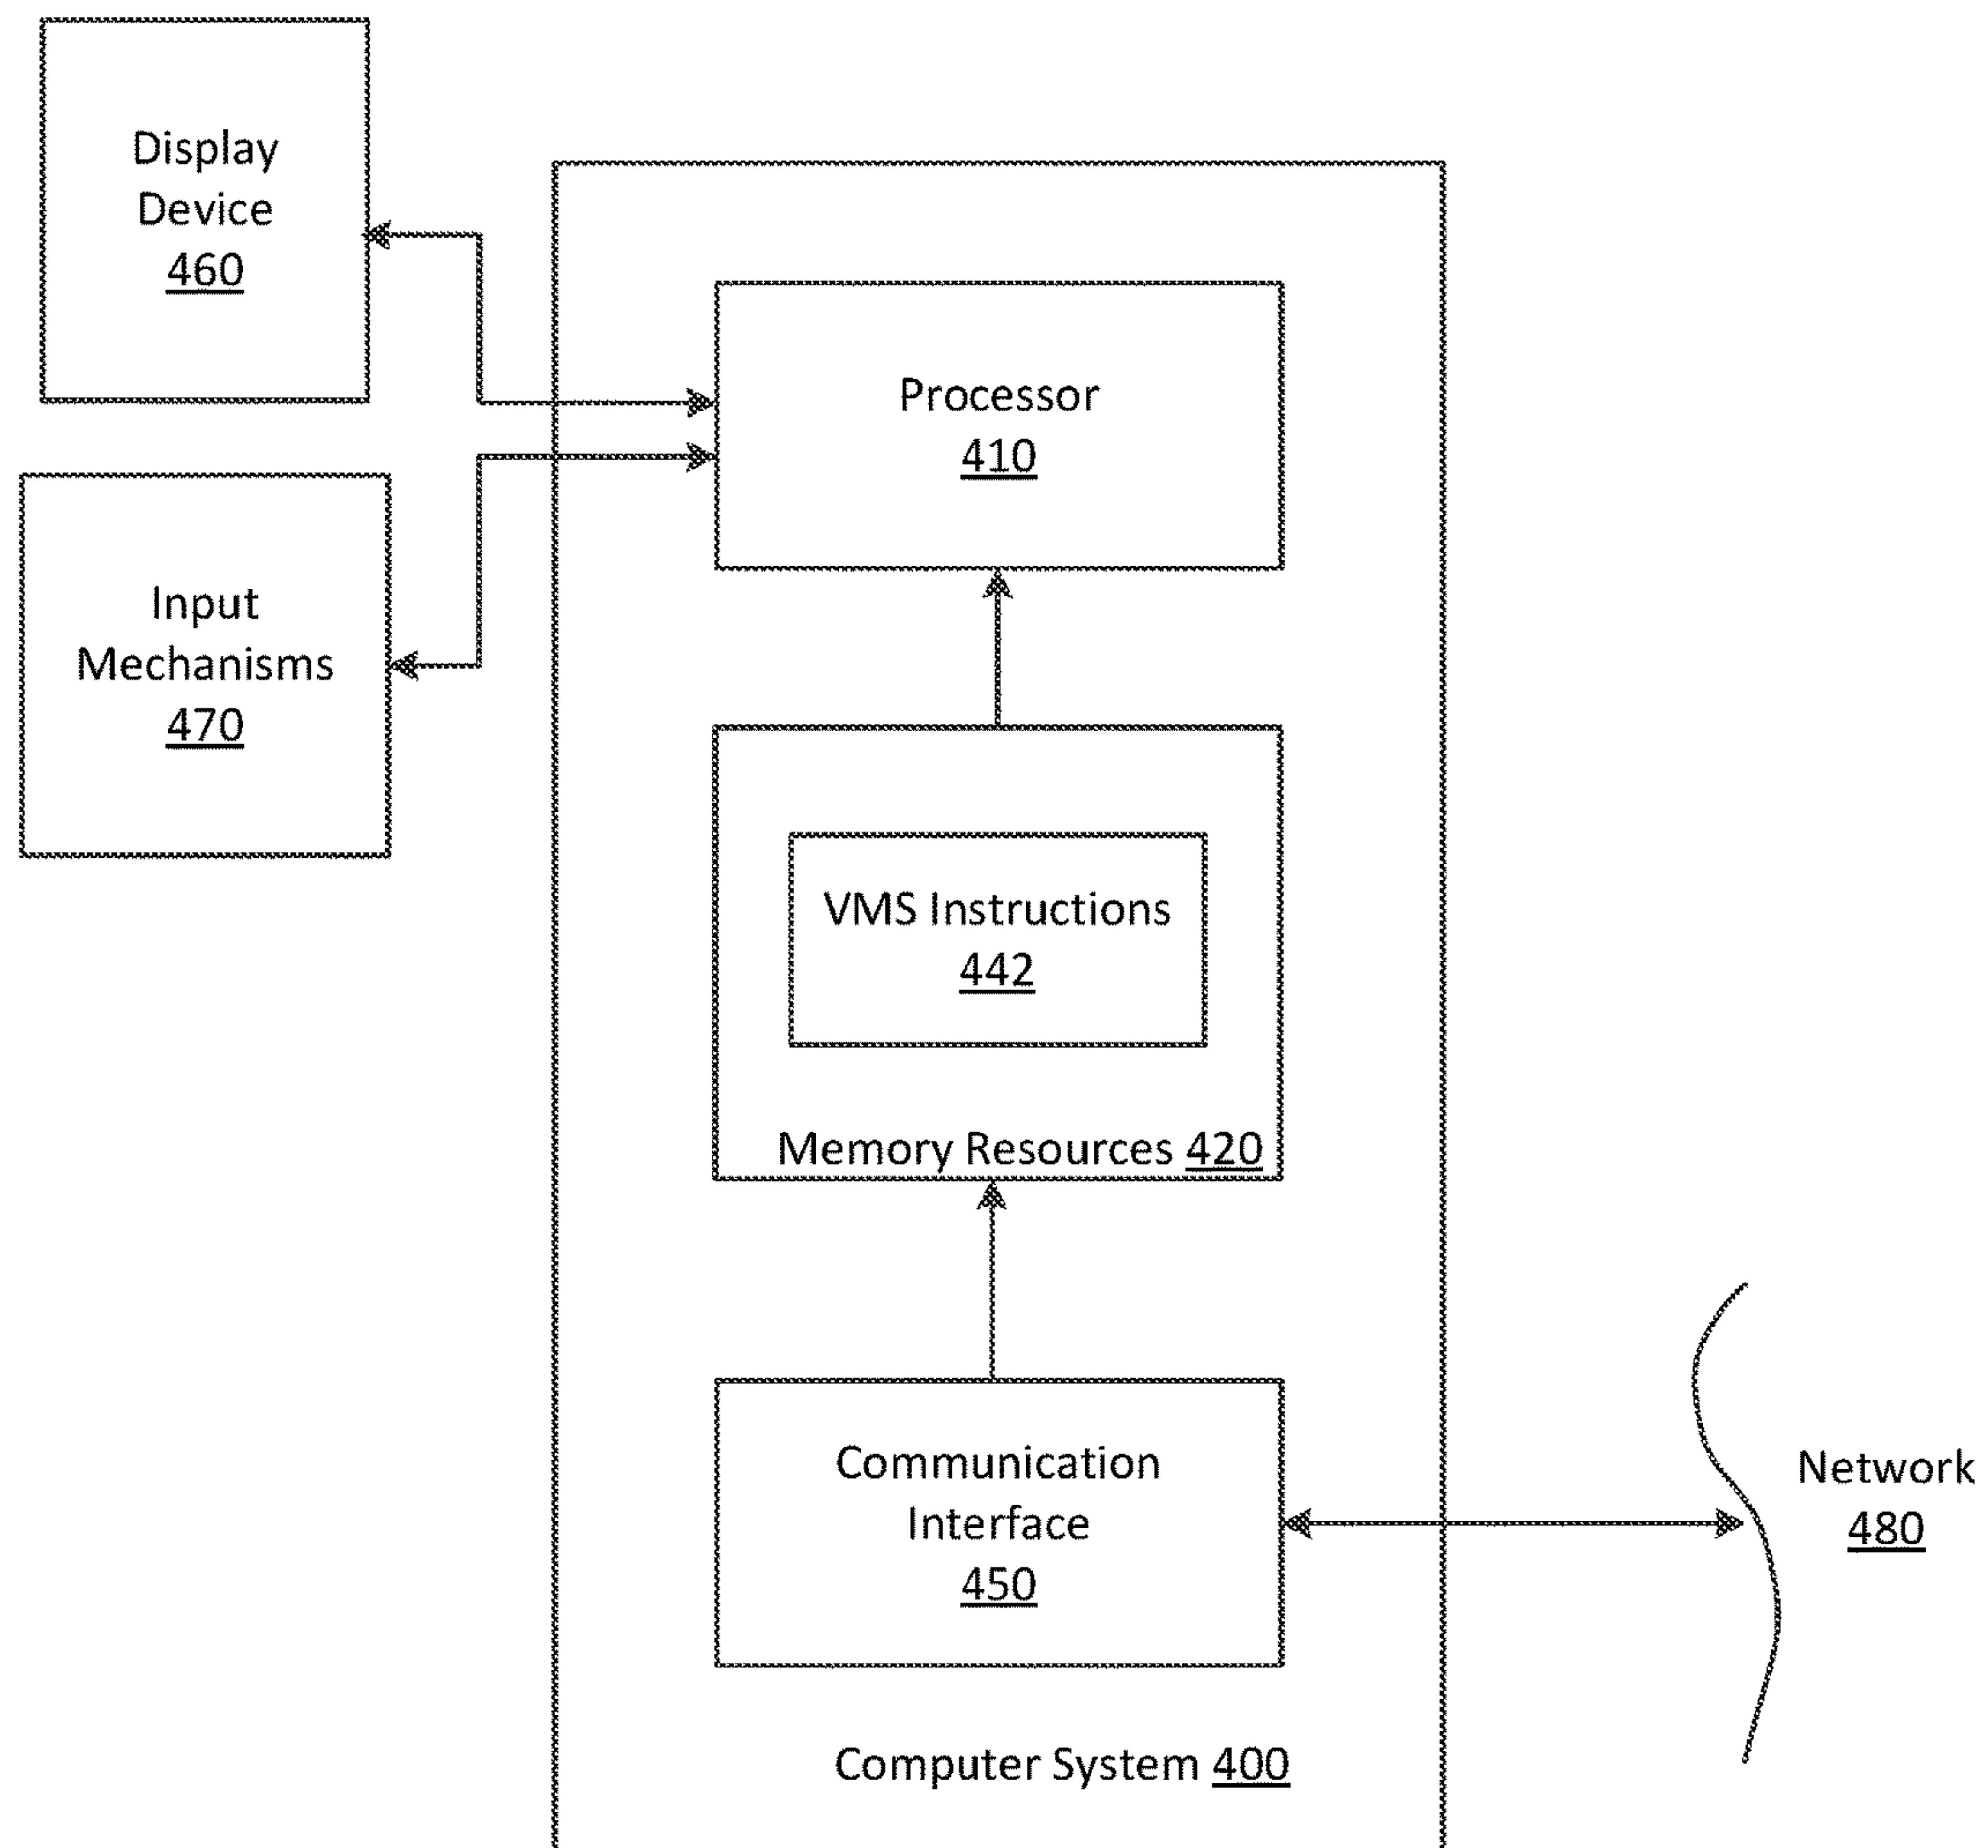 Display
Device
460
Processor
410
Input
Mechanisms
470
VMS Instructions
442
Memory Resources 420
Communication
Interface
450
Network
480
Computer System 400